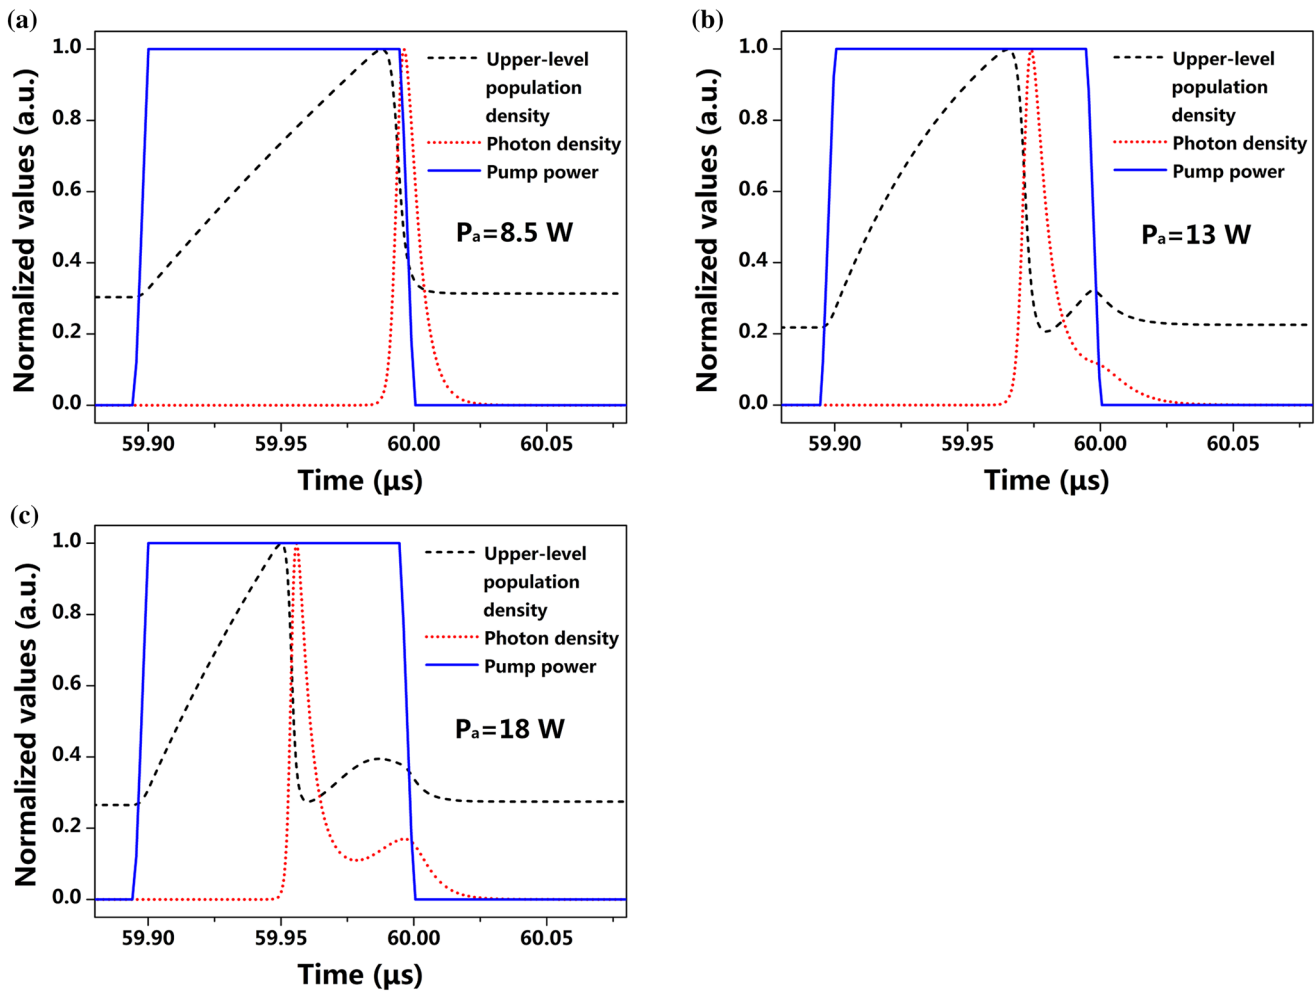 (a)
1.0
0.8
0.6
0.4
0.2
0.0
Normalized values (a.u.)
Upper-level
population
density
Photon density
Pump power
Pa=8.5 W
59.90 59.95 60.00 60.05
Time (μs)
(b)
1.0
0.8
0.6
0.4
0.2
0.0
Normalized values (a.u.)
Upper-level
population
density
Photon density
Pump power
Pa=13 W
59.90 59.95 60.00 60.05
Time (μs)
(c)
1.0
0.8
0.6
0.4
0.2
0.0
Normalized values (a.u.)
Upper-level
population
density
Photon density
Pump power
Pa=18 W
59.90 59.95 60.00 60.05
Time (μs)